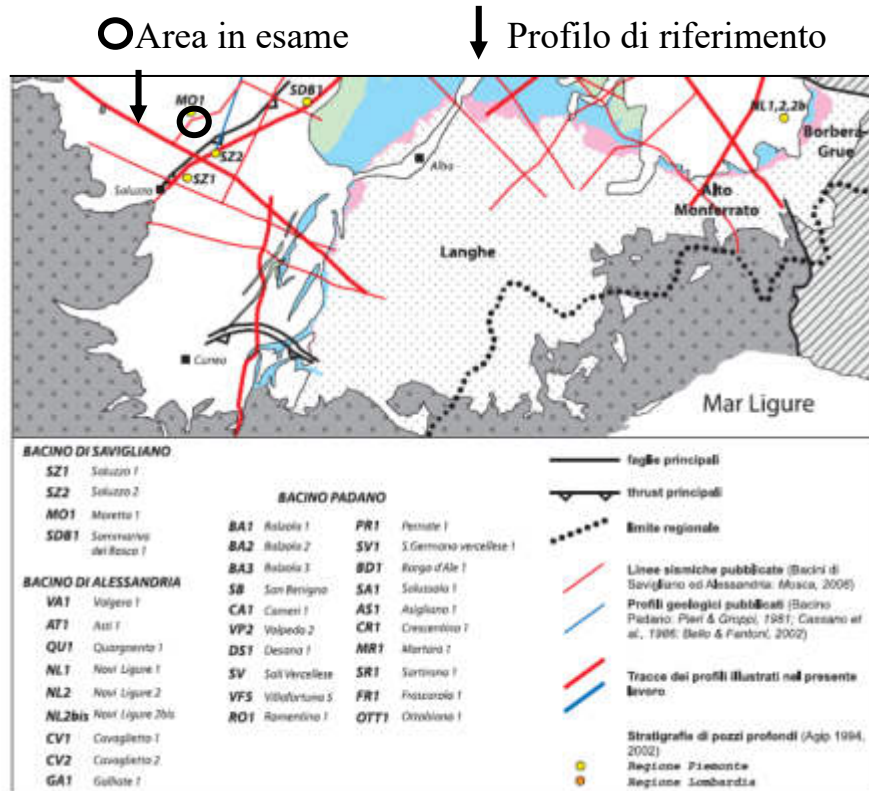 Area in esame
Profilo di riferimento
B
MO1
SDB1
NL1,2,2b
Borbera-
Grue
SZ2
Alba
Saluzzo
SZ1
Alto
Monferrato
Langhe
Cuneo
Mar Ligure
BACINO DI SAVIGLIANO
SZ1 Saluzzo 1
SZ2 Saluzzo 2
MO1 Moretta 1
SDB1 Sommariva
del Bosco 1
BACINO DI ALESSANDRIA
VA1 Valgera 1
AT1 Asti 1
QU1 Quargnento 1
NL1 Novi Ligure 1
NL2 Novi Ligure 2
NL2bis Novi Ligure 2bis
CV1 Cavaglietto 1
CV2 Cavaglietto 2
GA1 Galliate 1
BACINO PADANO
BA1 Balzola 1
BA2 Balzola 2
BA3 Balzola 3
SB San Benigno
CA1 Cameri 1
VP2 Volpedo 2
DS1 Desana 1
SV Sali Vercellese
VF5 Villafortuna 5
RO1 Romentino 1
PR1 Pernate 1
SV1 S.Germano vercellese 1
BD1 Borgo d'Ale 1
SA1 Salussola 1
AS1 Asigliano 1
CR1 Crescentino 1
MR1 Mortara 1
SR1 Sartirana 1
FR1 Frascarolo 1
OTT1 Ottobiano 1
faglie principali
thrust principali
limite regionale
Linee sismiche pubblicate (Bacini di
Savigliano ed Alessandria: Mosca, 2006)
Profili geologici pubblicati (Bacino
Padano: Pieri & Groppi, 1981; Cassano et
al., 1986; Bello & Fantoni, 2002)
Tracce dei profili illustrati nel presente
lavoro
Stratigrafie di pozzi profondi (Agip 1994,
2002)
Regione Piemonte
Regione Lombardia